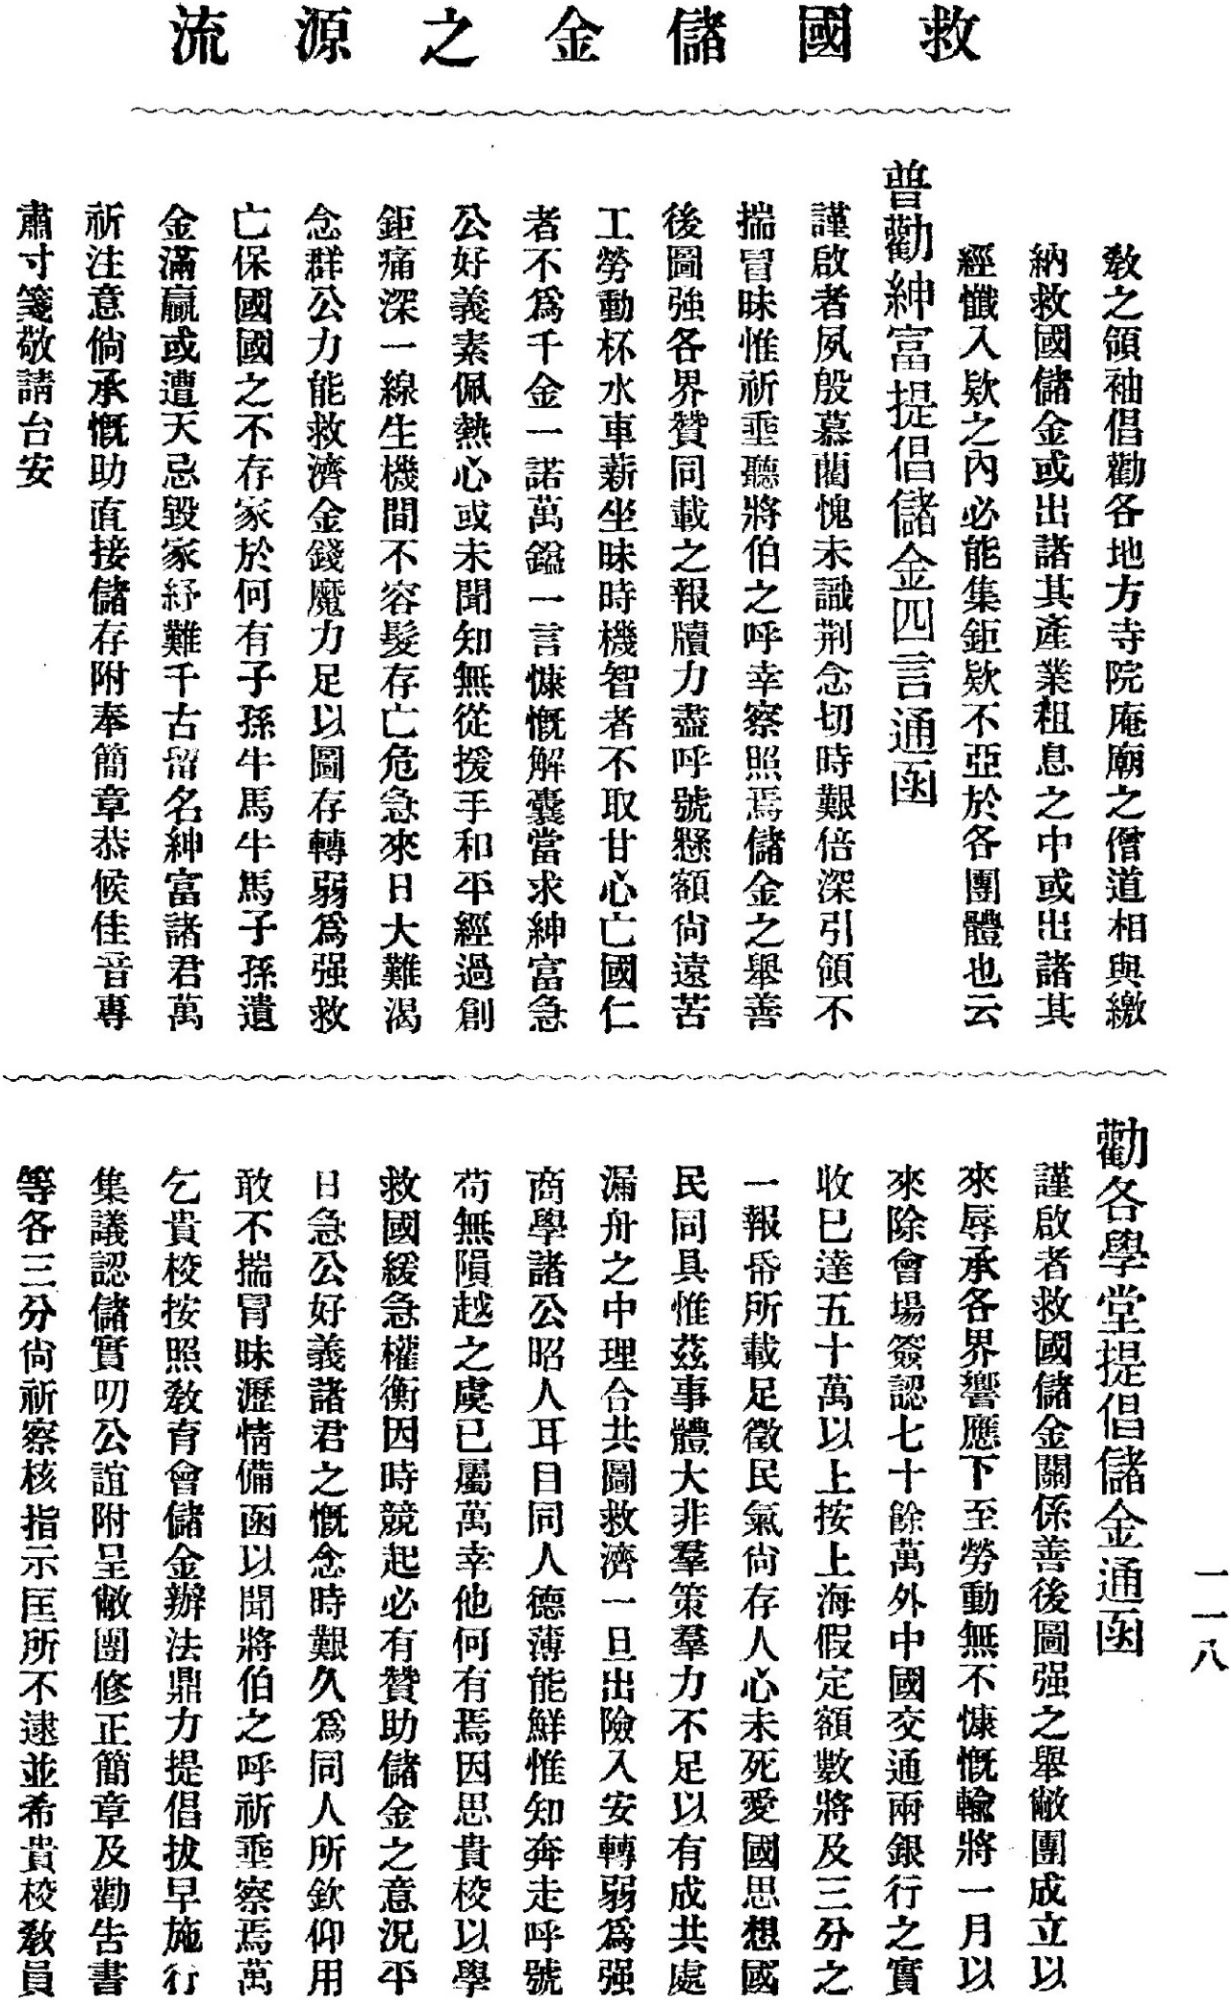 救國儲金之源流
敎之領袖倡勸各地方寺院庵廟之僧道相與繳
納救國儲金或出諸其產業租息之中或出諸其
經懺入欵之內必能集鉅欵不亞於各團體也云
普勸紳富提倡儲金四言通函
謹啟者夙殷慕藺愧未識荆念切時艱倍深引領不
揣冒昧惟祈垂聽將伯之呼幸察照焉儲金之舉善
後圖強各界贊同載之報牘力盡呼號懸額尙遠苦
工勞動杯水車薪坐昧時機智者不取甘心亡國仁
者不爲千金一諾萬鎰一言慷慨解囊當求紳富急
公好義素佩熱心或未聞知無從援手和平經過創
鉅痛深一線生機間不容髮存亡危急來日大難渴
念群公力能救濟金錢魔力足以圖存轉弱爲强救
亡保國國之不存家於何有子孫牛馬牛馬子孫遺
金滿籯或遭天忌毀家紓難千古留名紳富諸君萬
祈注意倘承慨助直接儲存附奉簡章恭候佳音專
肅寸箋敬請台安
勸各學堂提倡儲金通函
謹啟者救國儲金關係善後圖强之舉敝團成立以
來辱承各界響應下至勞動無不慷慨輸將一月以
來除會場簽認七十餘萬外中國交通兩銀行之實
收已達五十萬以上按上海假定額數將及三分之
一報帋所載足徵民氣尙存人心未死愛國思想國
民同具惟茲事體大非羣策羣力不足以有成共處
漏舟之中理合共圖救濟一旦出險入安轉弱爲强
商學諸公昭人耳目同人德薄能鮮惟知奔走呼號
苟無隕越之虞已屬萬幸他何有焉因思貴校以學
救國緩急權衡因時競起必有贊助儲金之意況平
日急公好義諸君之慨念時艱久爲同人所欽仰用
敢不揣冒昧瀝情備函以聞將伯之呼祈垂察焉萬
乞貴校按照敎育會儲金辦法鼎力提倡拔早施行
集議認儲實叨公誼附呈敝團修正簡章及勸告書
等各三分尙祈察核指示匡所不逮並希貴校敎員
一一八